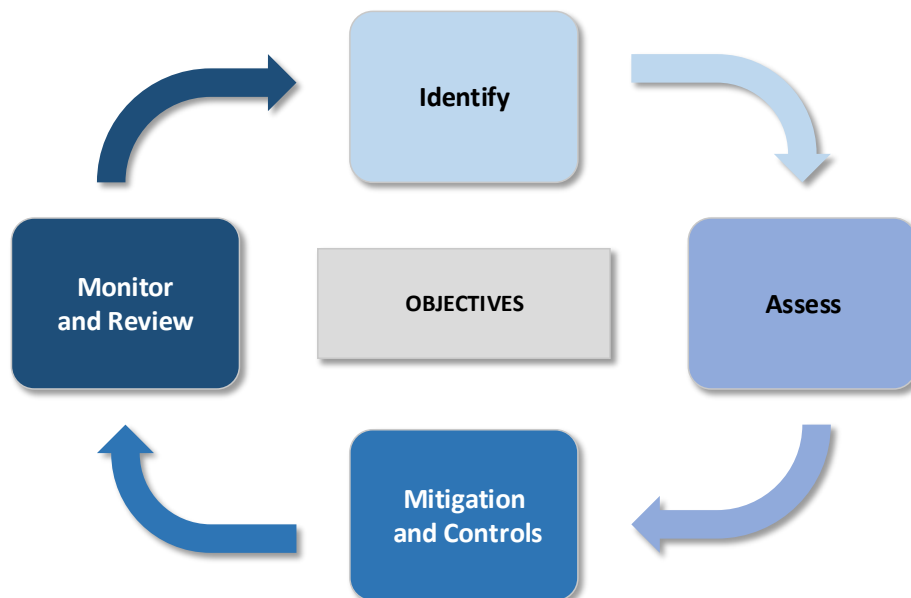 Identify
Monitor
and Review
OBJECTIVES
Assess
Mitigation
and Controls